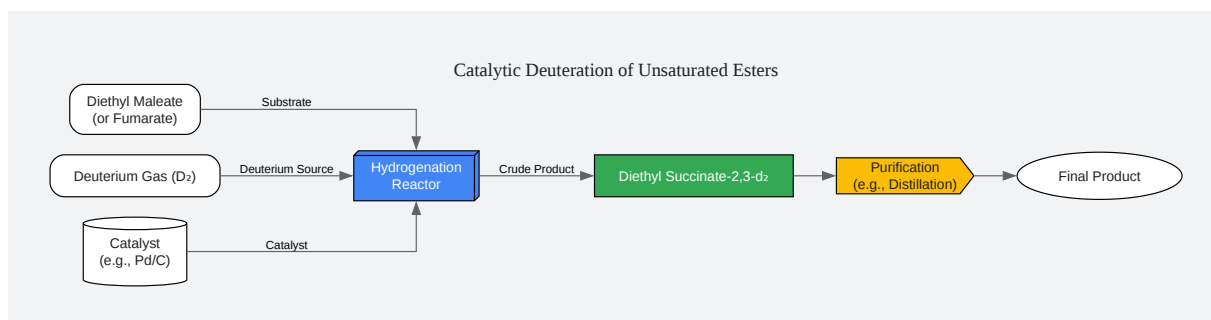 Catalytic Deuteration of Unsaturated Esters
Diethyl Maleate
(or Fumarate)
Substrate
Deuterium Gas (D₂)
Deuterium Source
Hydrogenation
Reactor
Crude Product
Diethyl Succinate-2,3-d₂
Purification
(e.g., Distillation)
Final Product
Catalyst
(e.g., Pd/C)
Catalyst